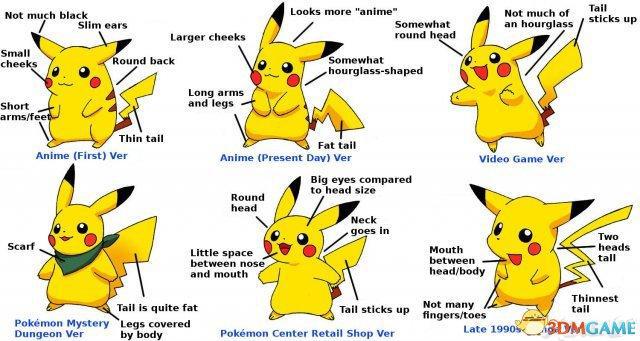 Not much black
Slim ears
Small
cheeks
Round back
Short
arms/feet
Thin tail
Anime (First) Ver
Looks more "anime"
Larger cheeks
Somewhat
hourglass-shaped
Long arms
and legs
Fat tail
Anime (Present Day) Ver
Somewhat
round head
Not much of
an hourglass
Tail
sticks up
Video Game Ver
Scarf
Tail is quite fat
Legs covered
by body
Pokémon Mystery
Dungeon Ver
Big eyes compared
to head size
Round
head
Neck
goes in
Little space
between nose
and mouth
Tail sticks up
Pokémon Center Retail Shop Ver
Mouth
between
head/body
Two
heads
tall
Not many
fingers/toes
Thinnest
tail
Late 1990s
3DMGAME